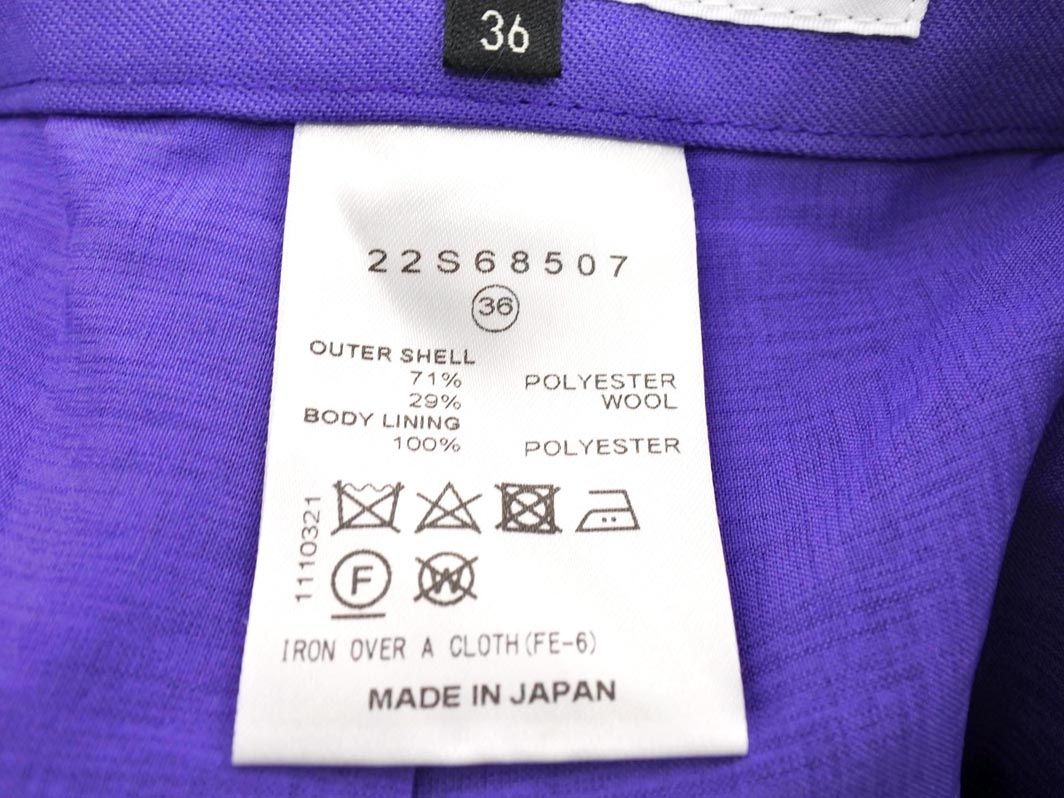 36
22S68507
36
OUTER SHELL
71% POLYESTER
29% WOOL
BODY LINING
100% POLYESTER
1110321
F W
IRON OVER A CLOTH(FE-6)
MADE IN JAPAN